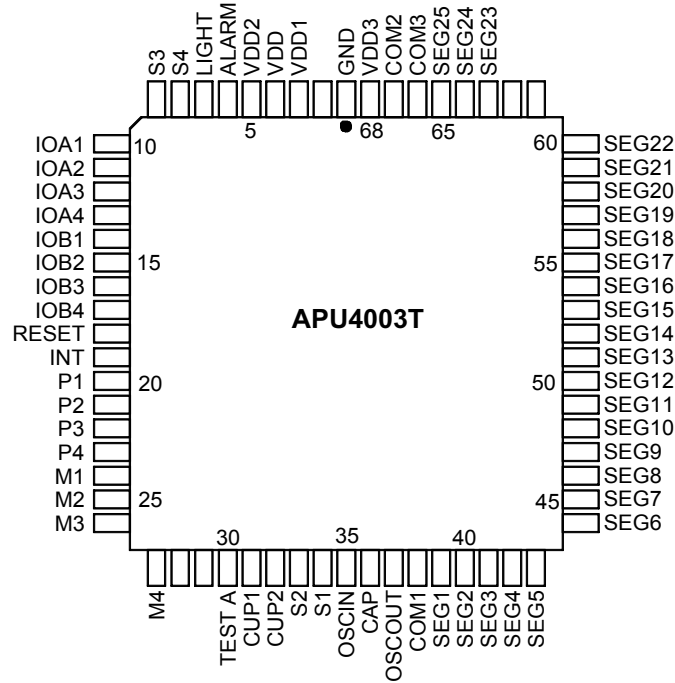 S3
S4
LIGHT
ALARM
VDD2
VDD
VDD1
GND
VDD3
COM2
COM3
SEG25
SEG24
SEG23
5
68
65
IOA1
10
60
SEG22
IOA2
SEG21
IOA3
SEG20
IOA4
SEG19
IOB1
SEG18
IOB2
15
55
SEG17
IOB3
SEG16
IOB4
SEG15
APU4003T
RESET
SEG14
INT
SEG13
P1
20
50
SEG12
P2
SEG11
P3
SEG10
P4
SEG9
M1
SEG8
M2
25
45
SEG7
M3
SEG6
30
35
40
M4
TEST A
CUP1
CUP2
S2
S1
OSCIN
CAP
OSCOUT
COM1
SEG1
SEG2
SEG3
SEG4
SEG5